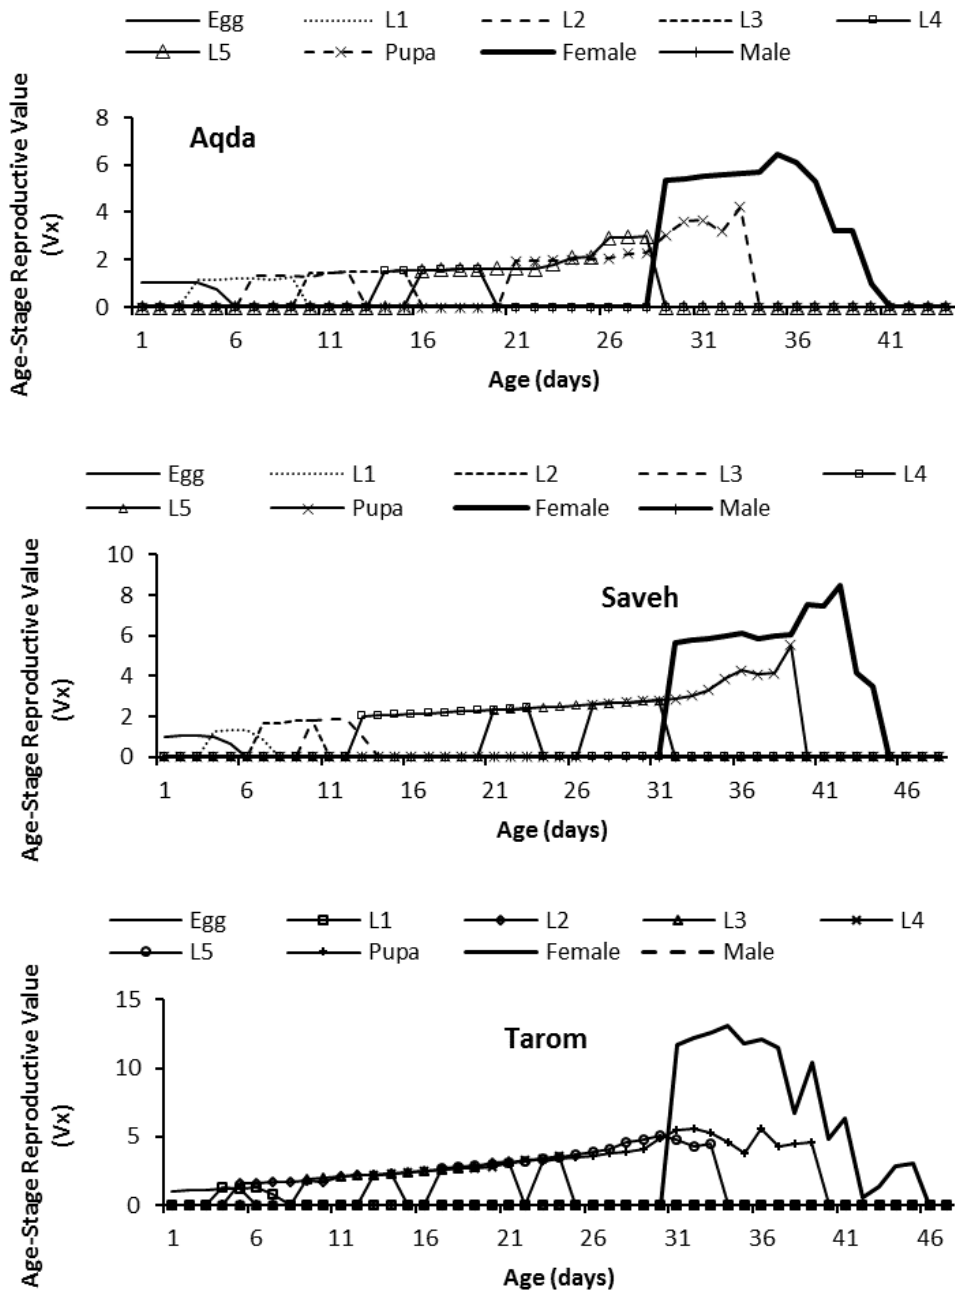 Egg L1 L2 L3 L4
L5 Pupa Female Male
Age-Stage Reproductive Value
(Vx)
Aqda
8
6
4
2
0
1 6 11 16 21 26 31 36 41
Age (days)
Egg L1 L2 L3 L4
L5 Pupa Female Male
Age-Stage Reproductive Value
(Vx)
Saveh
10
8
6
4
2
0
1 6 11 16 21 26 31 36 41 46
Age (days)
Egg L1 L2 L3 L4
L5 Pupa Female Male
Age-Stage Reproductive Value
(Vx)
Tarom
15
10
5
0
1 6 11 16 21 26 31 36 41 46
Age (days)